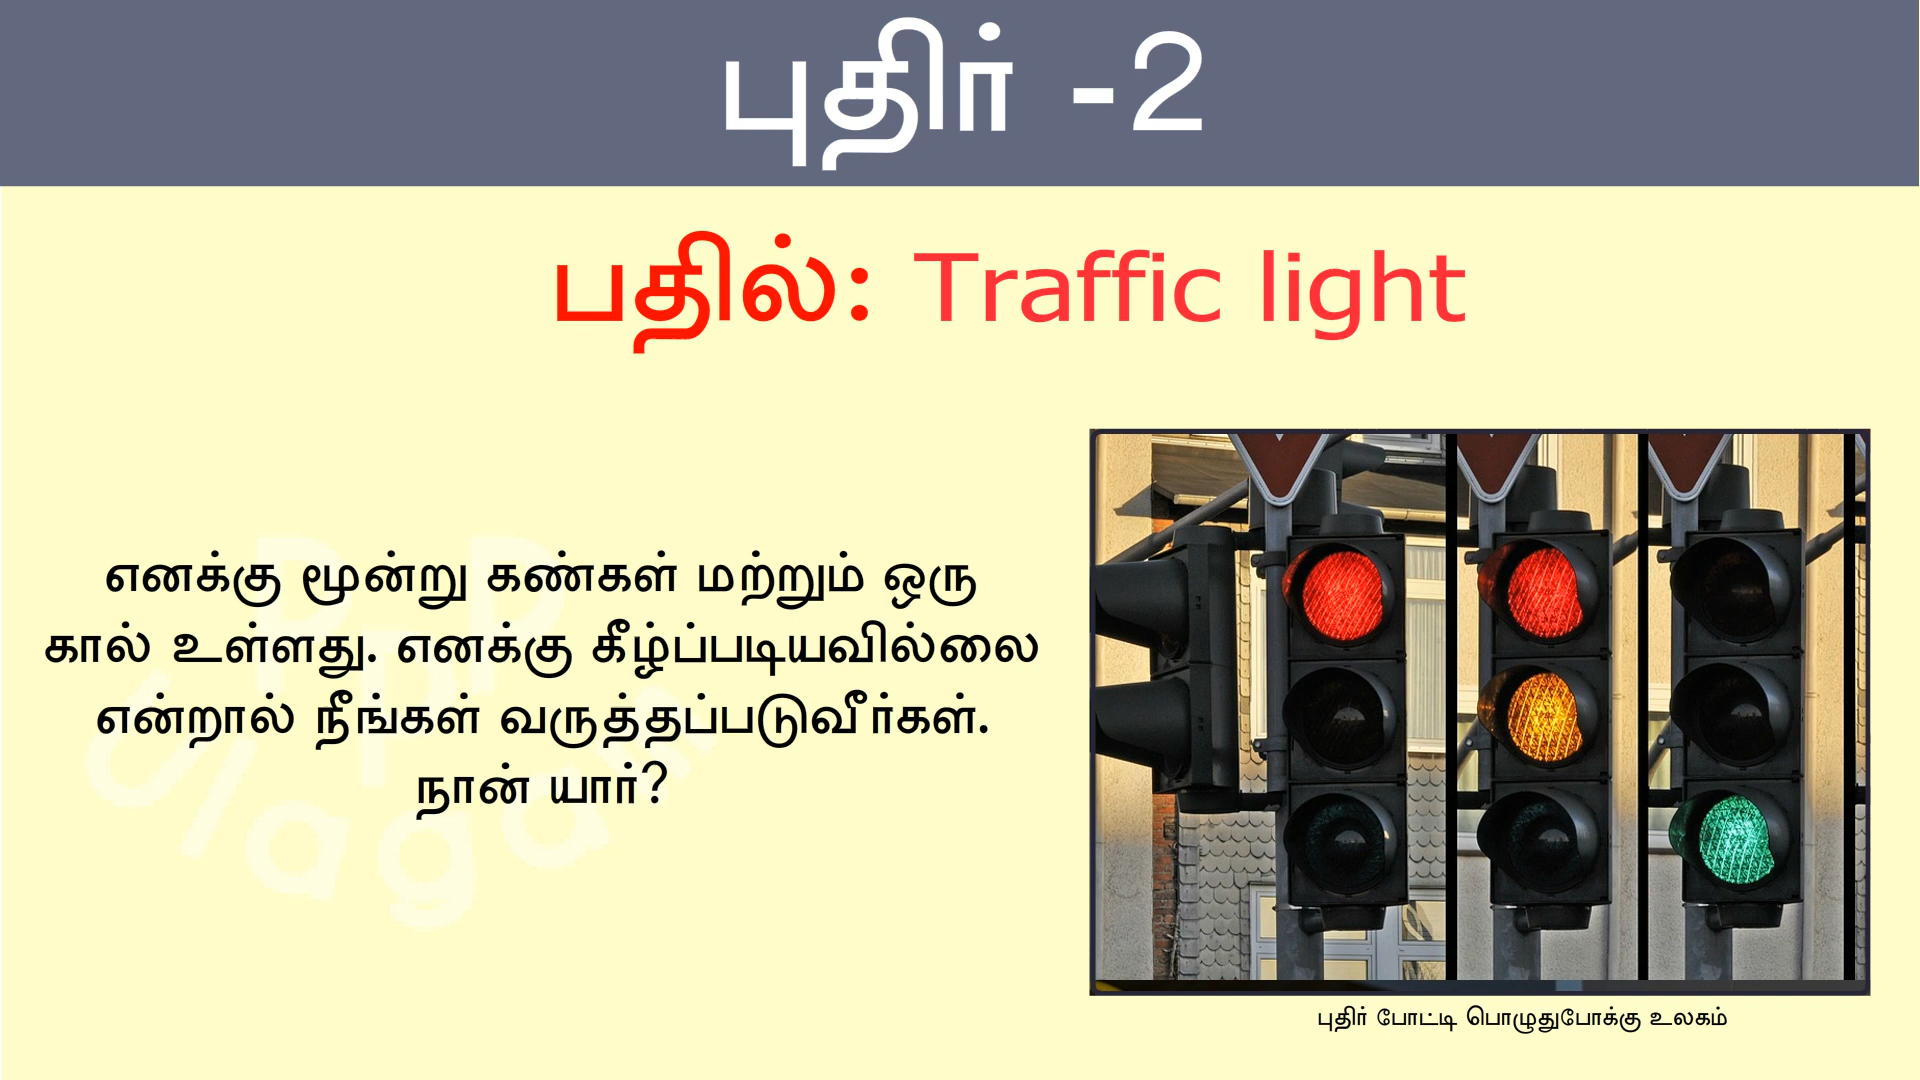 புதிர் -2
பதில்: Traffic light
எனக்கு மூன்று கண்கள் மற்றும் ஒரு
கால் உள்ளது. எனக்கு கீழ்ப்படியவில்லை
என்றால் நீங்கள் வருத்தப்படுவீர்கள்.
நான் யார்?
புதிர் போட்டி பொழுதுபோக்கு உலகம்